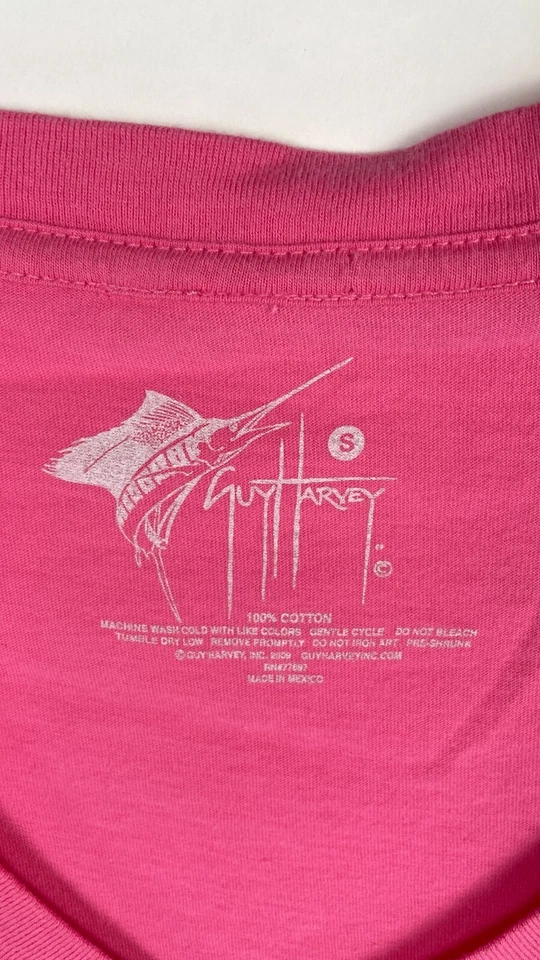 S
GUY HARVEY
©
100% COTTON
MACHINE WASH COLD WITH LIKE COLORS GENTLE CYCLE DO NOT BLEACH
TUMBLE DRY LOW REMOVE PROMPTLY DO NOT IRON ART PRE-SHRUNK
© GUY HARVEY, INC. 2009 GUYHARVEYINC.COM
MADE IN MEXICO